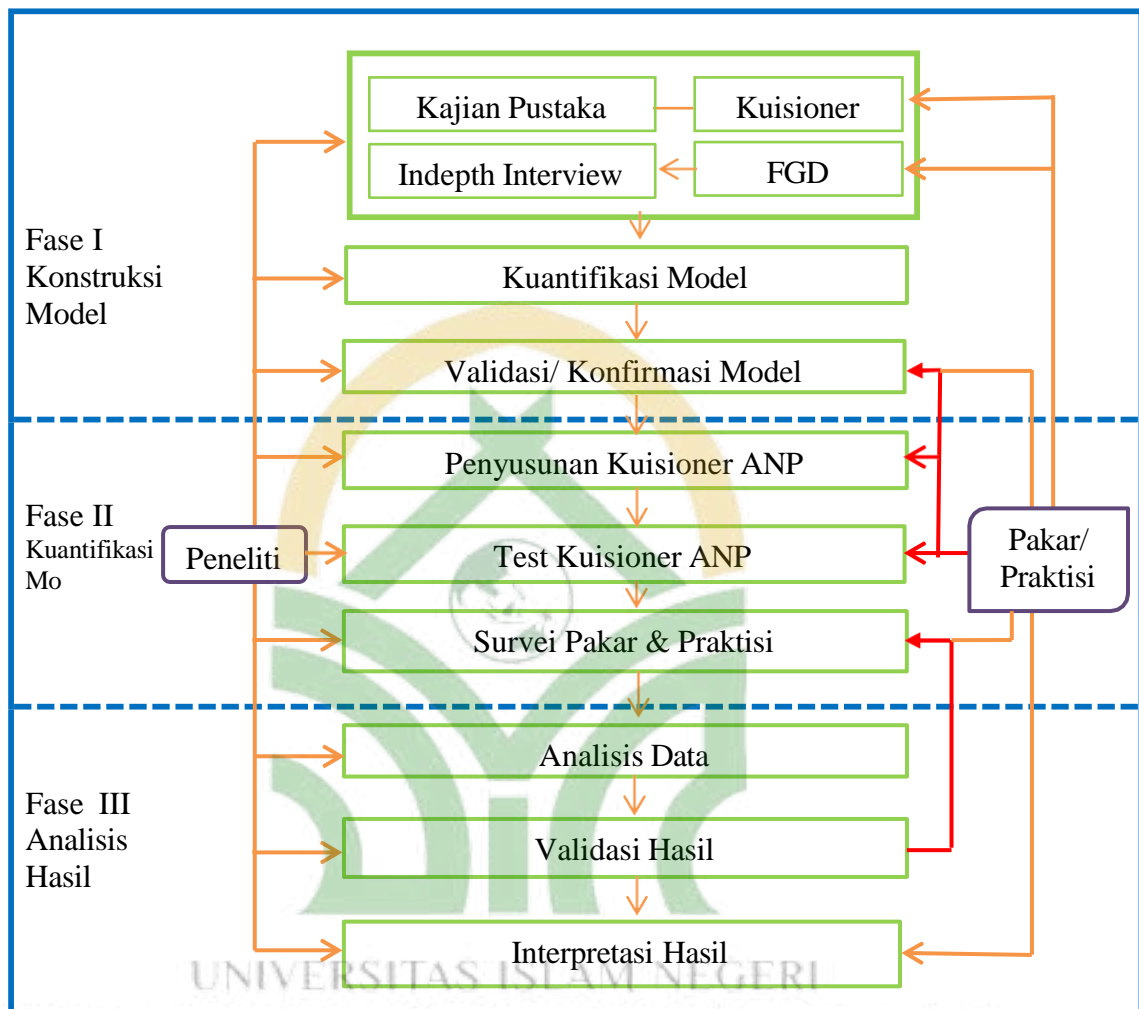 Kajian Pustaka
Kuisioner
Indepth Interview
FGD
Fase I
Konstruksi
Model
Kuantifikasi Model
Validasi/ Konfirmasi Model
Penyusunan Kuisioner ANP
Fase II
Kuantifikasi
Mo
Peneliti
Test Kuisioner ANP
Pakar/
Praktisi
Survei Pakar & Praktisi
Analisis Data
Fase III
Analisis
Hasil
Validasi Hasil
Interpretasi Hasil
UNIVERSITAS ISLAM NEGERI